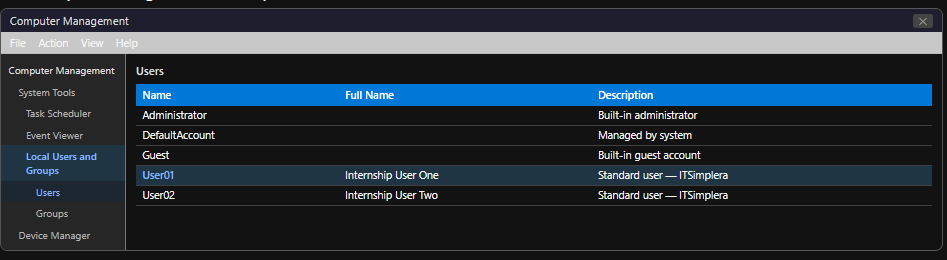 Computer Management
File Action View Help
Computer Management
System Tools
Task Scheduler
Event Viewer
Local Users and
Groups
Users
Groups
Device Manager
Users
Name Full Name Description
Administrator Built-in administrator
DefaultAccount Managed by system
Guest Built-in guest account
User01 Internship User One Standard user — ITSimplera
User02 Internship User Two Standard user — ITSimplera